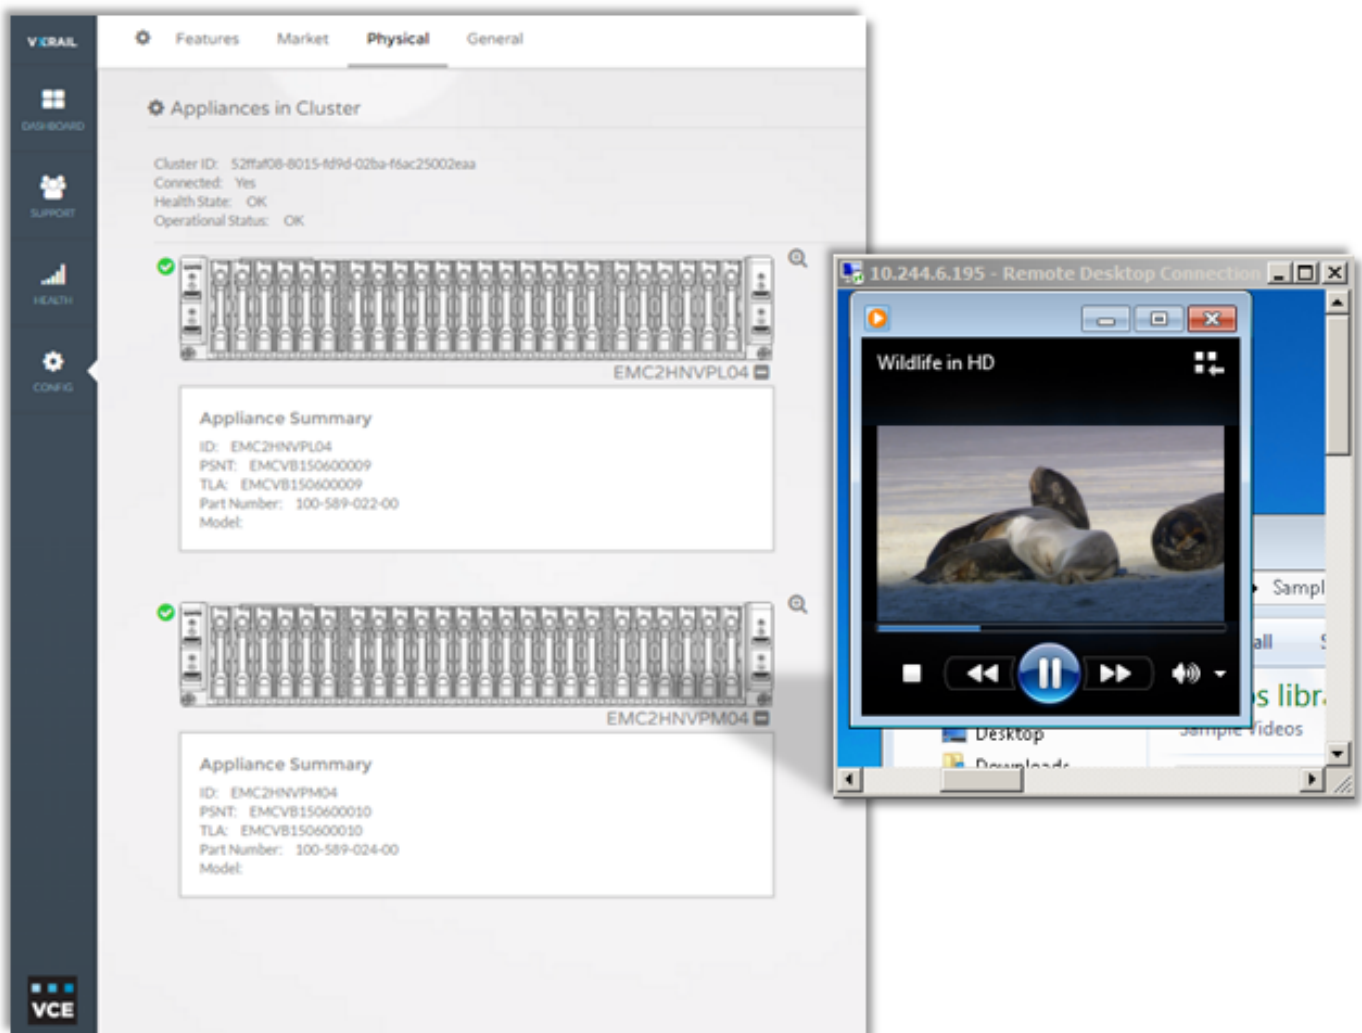 VXRAIL
Features Market Physical General
DASHBOARD
SUPPORT
HEALTH
CONFIG
Appliances in Cluster
Cluster ID: 52ffaf08-8015-fd9d-02ba-f6ac25002eaa
Connected: Yes
Health State: OK
Operational Status: OK
EMC2HNVPL04
Appliance Summary
ID: EMC2HNVPL04
PSNT: EMCVB150600009
TLA: EMCVB150600009
Part Number: 100-589-022-00
Model:
EMC2HNVPM04
Appliance Summary
ID: EMC2HNVPM04
PSNT: EMCVB150600010
TLA: EMCVB150600010
Part Number: 100-589-024-00
Model:
VCE
10.244.6.195 - Remote Desktop Connection
Wildlife in HD
Sampl
all S
s libr
Sample Videos
Desktop
Downloads